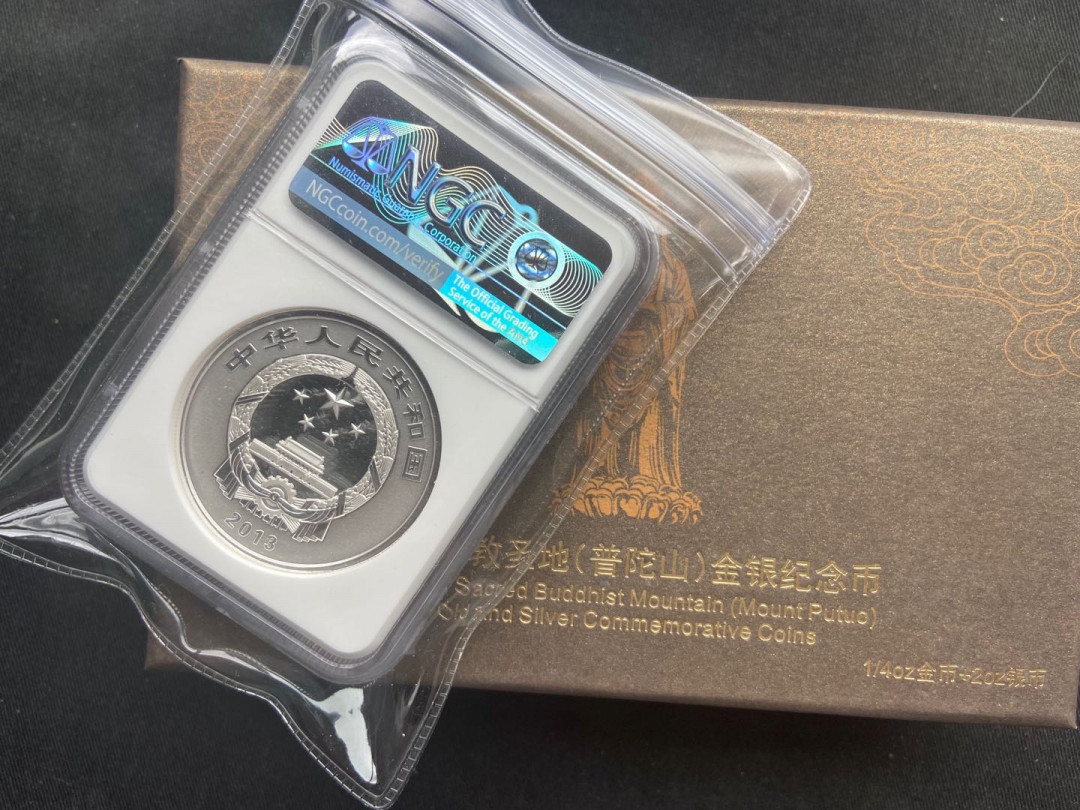 NGC
Numismatic Guaranty Corporation
NGCcoin.com/verify
The Official Grading
Service of the ANA
中华人民共和国
2013
教圣地(普陀山)金银纪念币
Sacred Buddhist Mountain (Mount Putuo)
and Silver Commemorative Coins
1/4oz金币+2oz银币